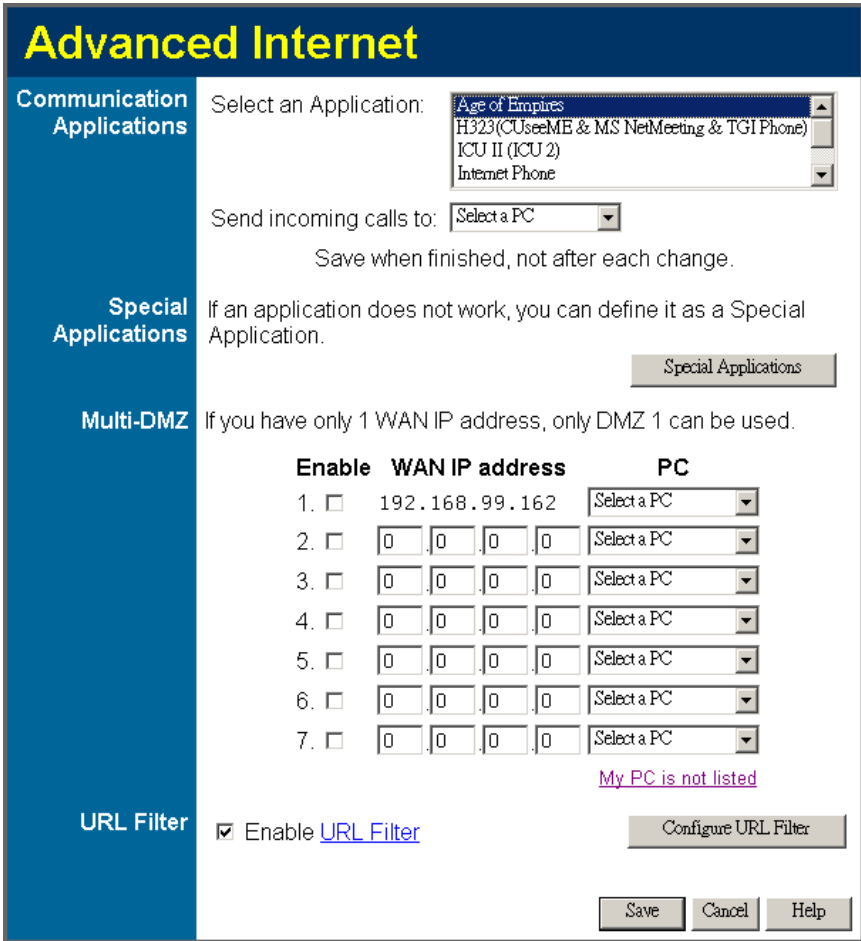 Advanced Internet
Communication Applications
Select an Application:
Age of Empires
H323(CUseeME & MS NetMeeting & TGI Phone)
ICU II (ICU 2)
Internet Phone
Send incoming calls to: Select a PC
Save when finished, not after each change.
Special Applications
If an application does not work, you can define it as a Special
Application.
Special Applications
Multi-DMZ
If you have only 1 WAN IP address, only DMZ 1 can be used.
Enable WAN IP address PC
1. 192.168.99.162 Select a PC
2. 0 .0 .0 .0 Select a PC
3. 0 .0 .0 .0 Select a PC
4. 0 .0 .0 .0 Select a PC
5. 0 .0 .0 .0 Select a PC
6. 0 .0 .0 .0 Select a PC
7. 0 .0 .0 .0 Select a PC
My PC is not listed
URL Filter
Enable URL Filter
Configure URL Filter
Save Cancel Help